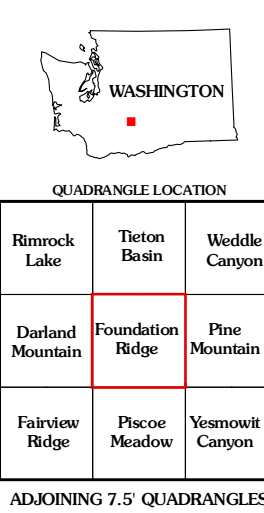 WASHINGTON
QUADRANGLE LOCATION
Rimrock Lake
Tieton Basin
Weddle Canyon
Darland Mountain
Foundation Ridge
Pine Mountain
Fairview Ridge
Piscoe Meadow
Yesmowit Canyon
ADJOINING 7.5' QUADRANGLES